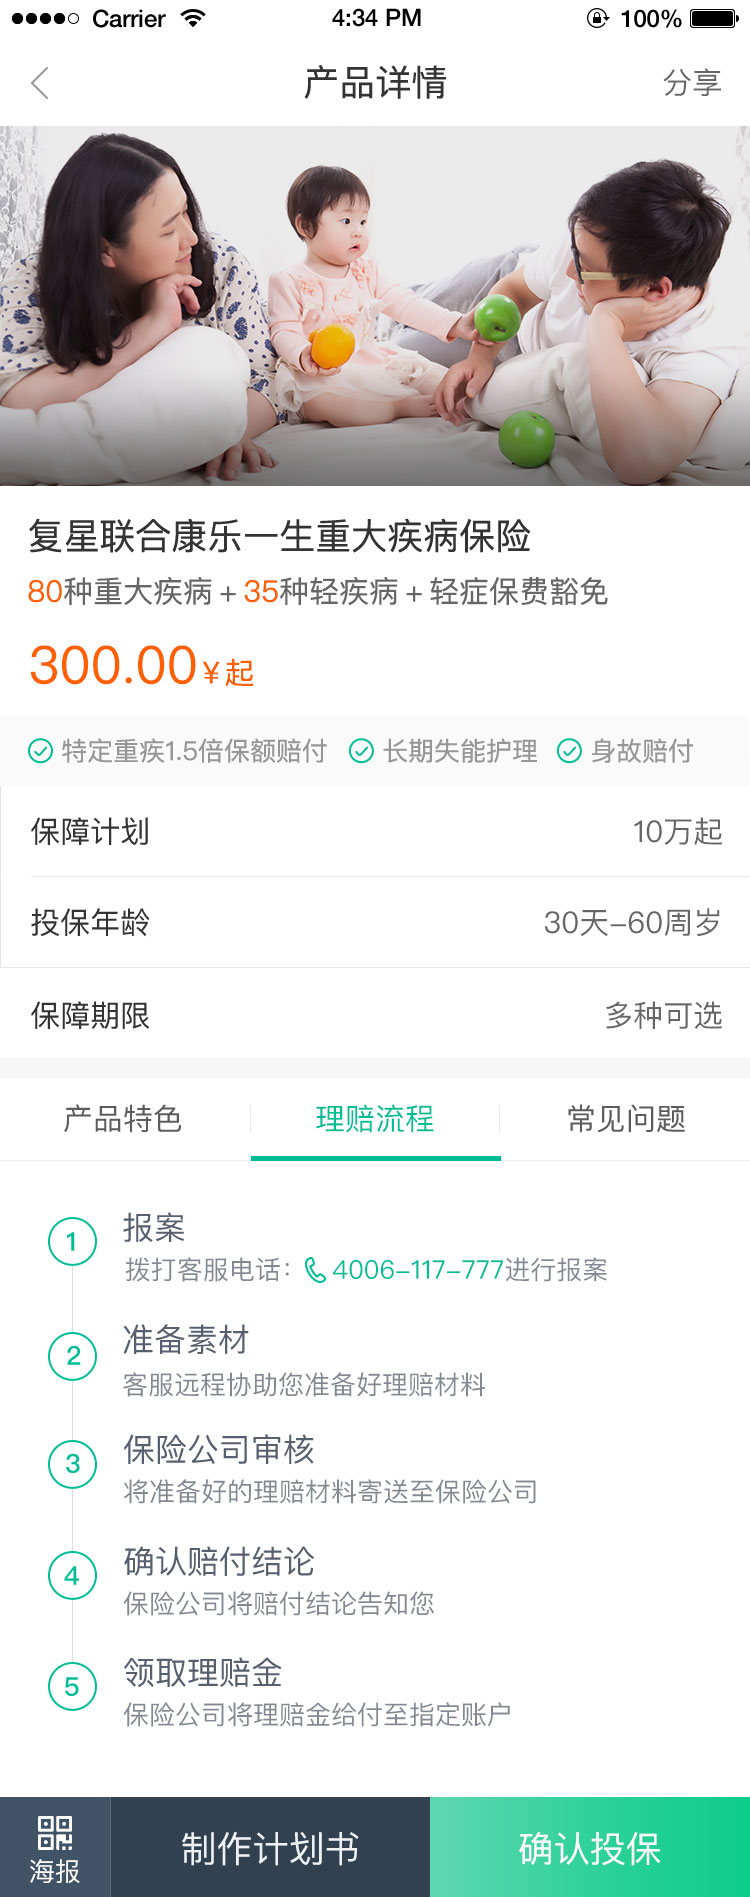 Carrier 4:34 PM 100%
产品详情 分享
复星联合康乐一生重大疾病保险
80种重大疾病+35种轻疾病+轻症保费豁免
300.00¥起
特定重疾1.5倍保额赔付 长期失能护理 身故赔付
保障计划 10万起
投保年龄 30天-60周岁
保障期限 多种可选
产品特色 理赔流程 常见问题
1 报案
拨打客服电话：4006-117-777进行报案
2 准备素材
客服远程协助您准备好理赔材料
3 保险公司审核
将准备好的理赔材料寄送至保险公司
4 确认赔付结论
保险公司将赔付结论告知您
5 领取理赔金
保险公司将理赔金给付至指定账户
海报 制作计划书 确认投保